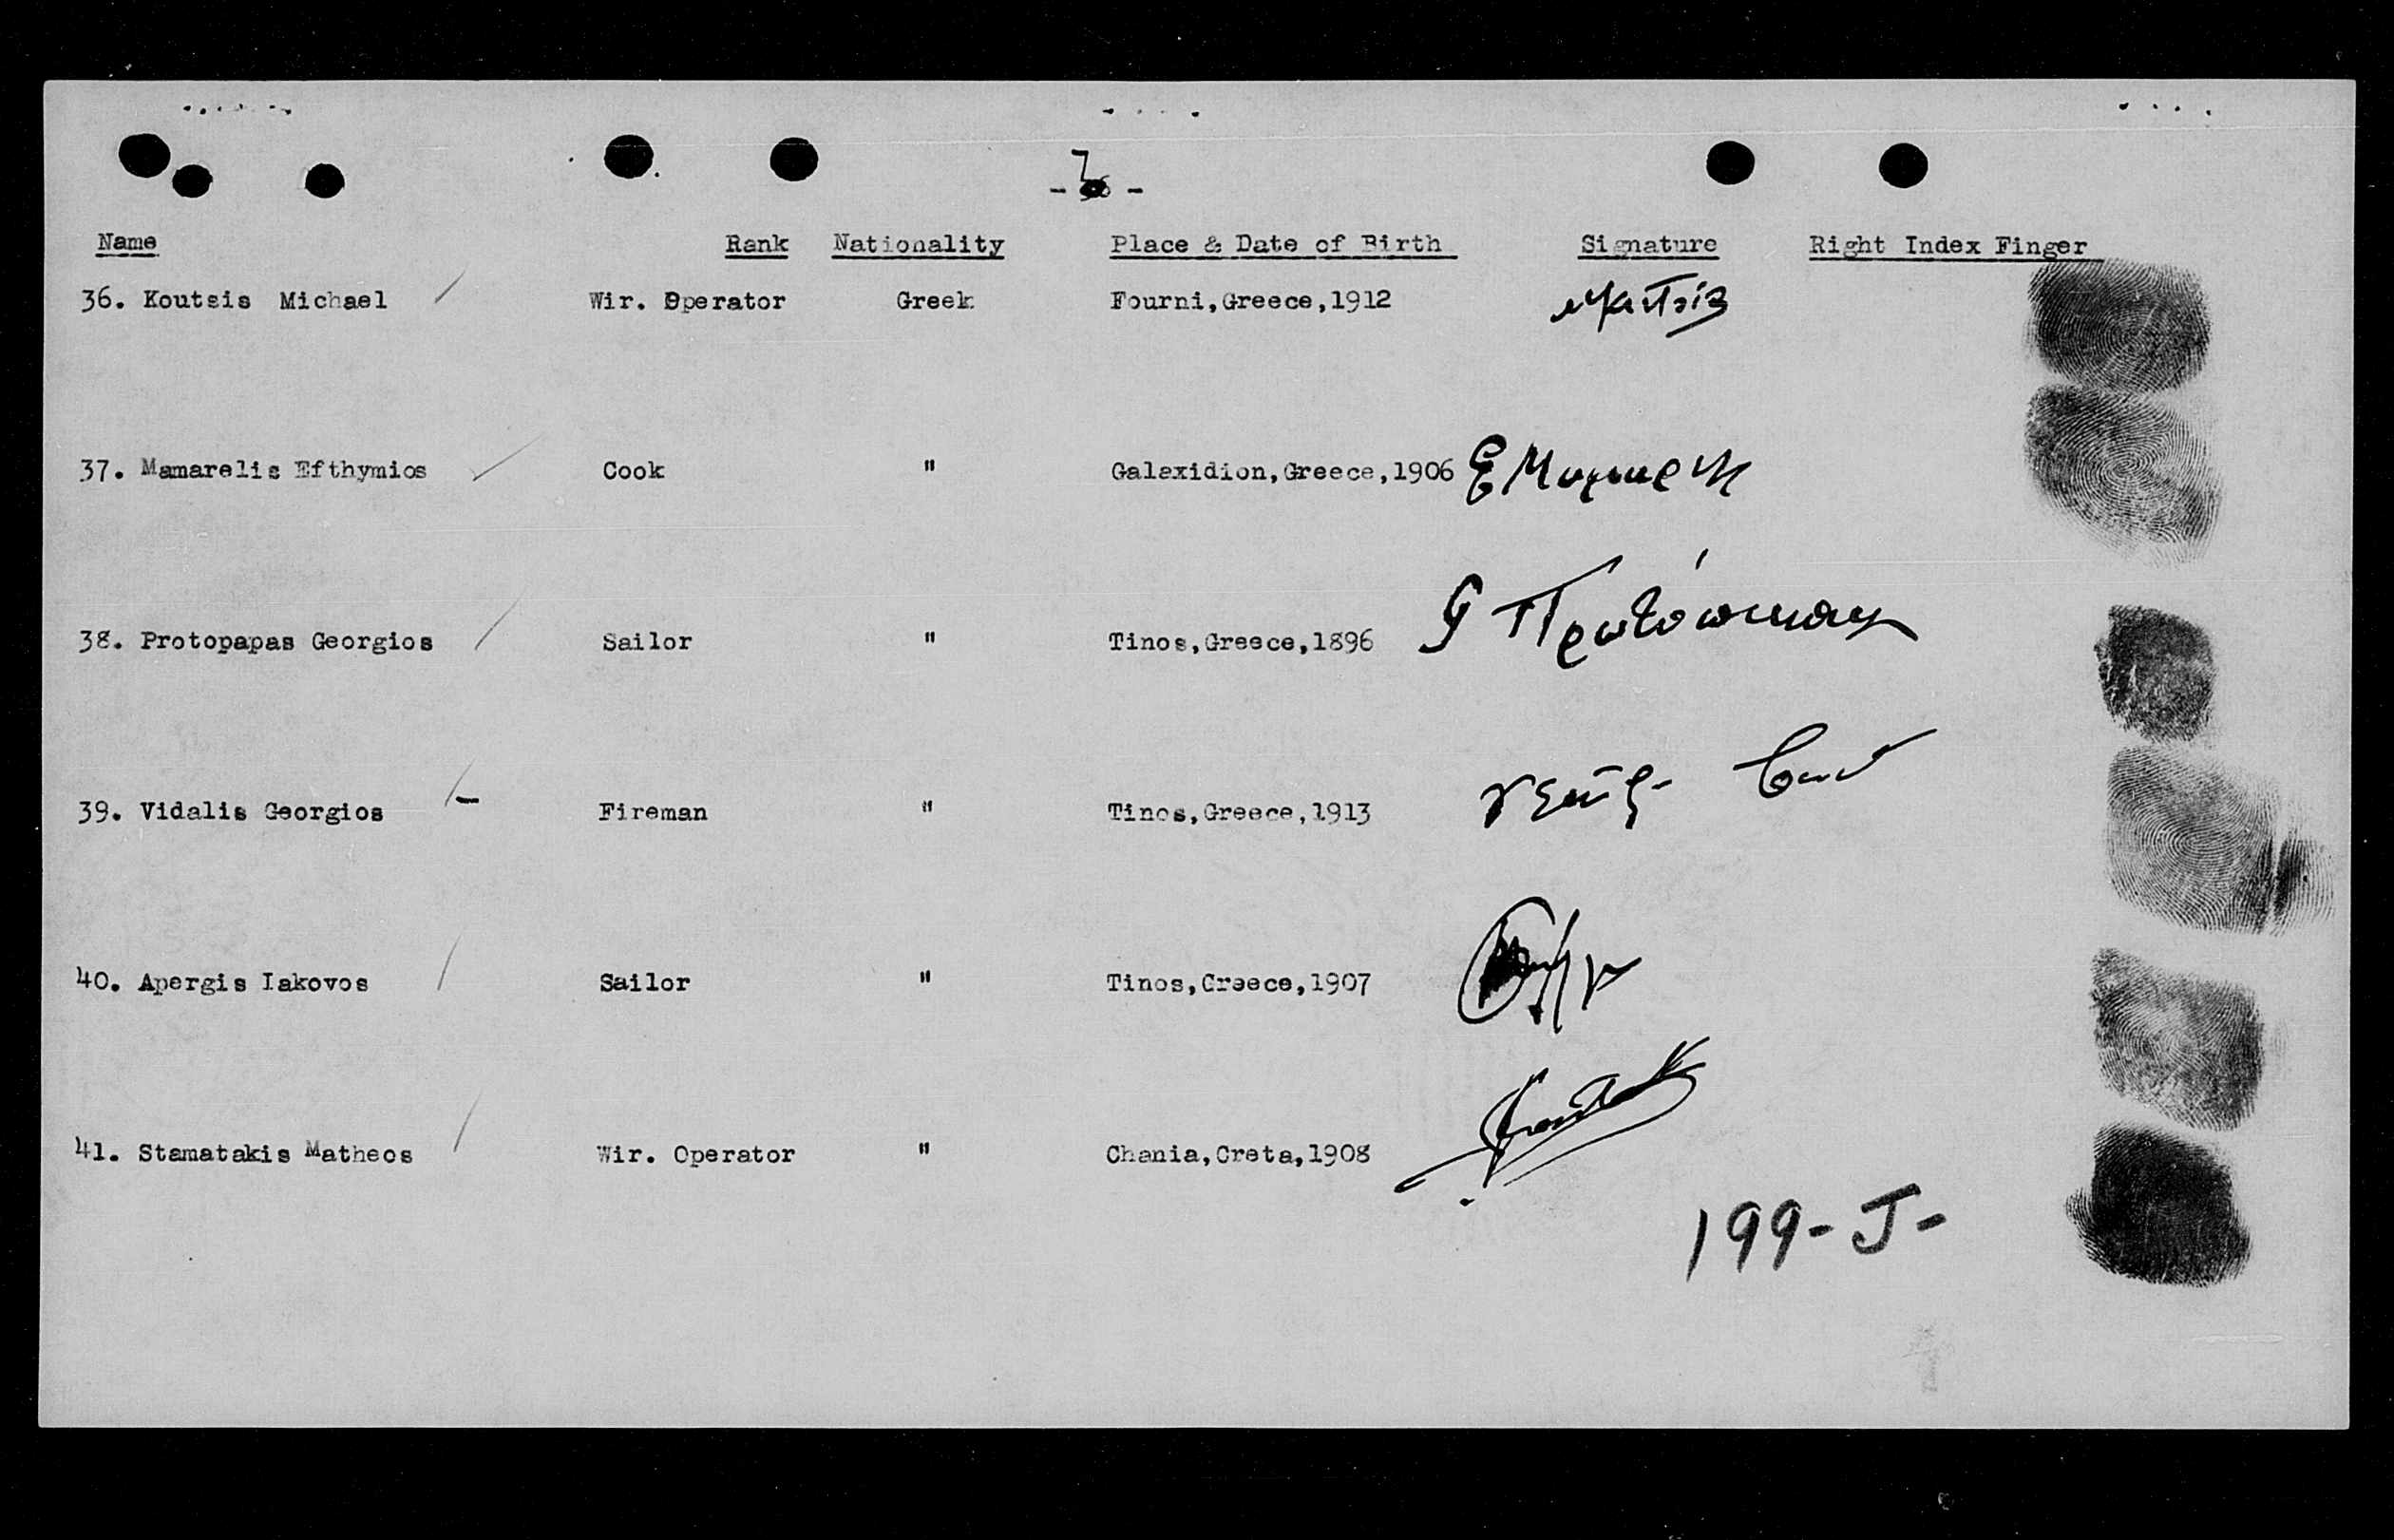 - 7 -
Name Rank Nationality Place & Date of Birth Signature Right Index Finger
36. Koutsis Michael Wir. Operator Greek Fourni,Greece,1912
37. Mamarelis Efthymios Cook " Galaxidion,Greece,1906
38. Protopapas Georgios Sailor " Tinos,Greece,1896
39. Vidalis Georgios Fireman " Tinos,Greece,1913
40. Apergis Iakovos Sailor " Tinos,Greece,1907
41. Stamatakis Matheos Wir. Operator " Chania,Creta,1908
199-J-